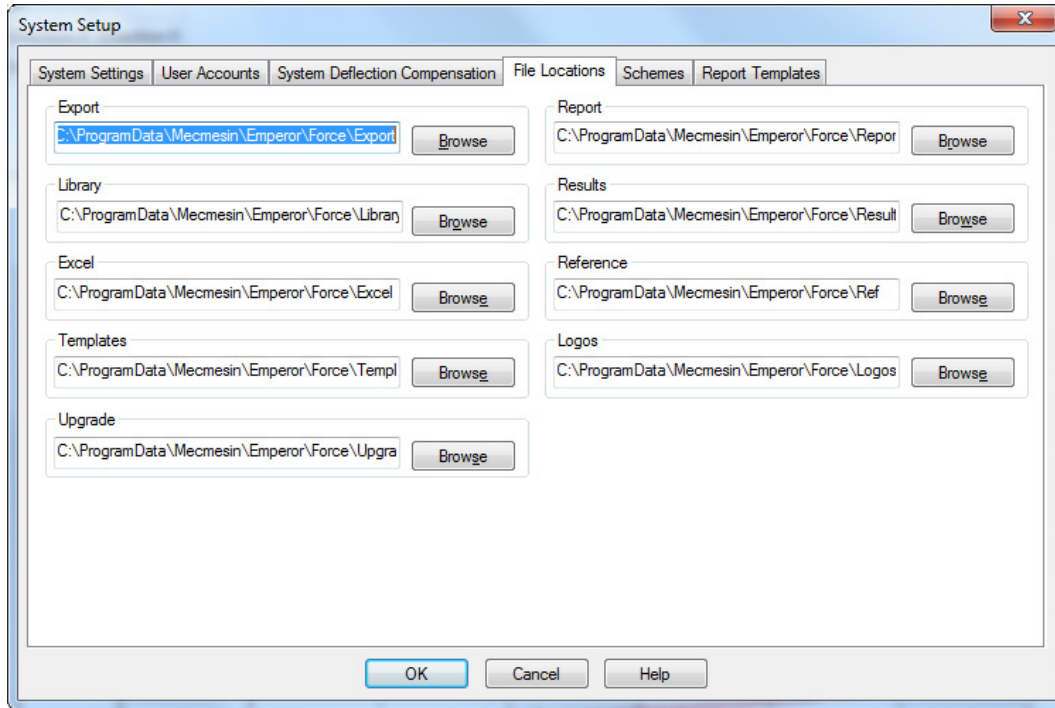 System Setup
System Settings
User Accounts
System Deflection Compensation
File Locations
Schemes
Report Templates
Export
C:\ProgramData\Mecmesin\Emperor\Force\Export
Browse
Report
C:\ProgramData\Mecmesin\Emperor\Force\Repor
Browse
Library
C:\ProgramData\Mecmesin\Emperor\Force\Library
Browse
Results
C:\ProgramData\Mecmesin\Emperor\Force\Result
Browse
Excel
C:\ProgramData\Mecmesin\Emperor\Force\Excel
Browse
Reference
C:\ProgramData\Mecmesin\Emperor\Force\Ref
Browse
Templates
C:\ProgramData\Mecmesin\Emperor\Force\Templ
Browse
Logos
C:\ProgramData\Mecmesin\Emperor\Force\Logos
Browse
Upgrade
C:\ProgramData\Mecmesin\Emperor\Force\Upgra
Browse
OK
Cancel
Help